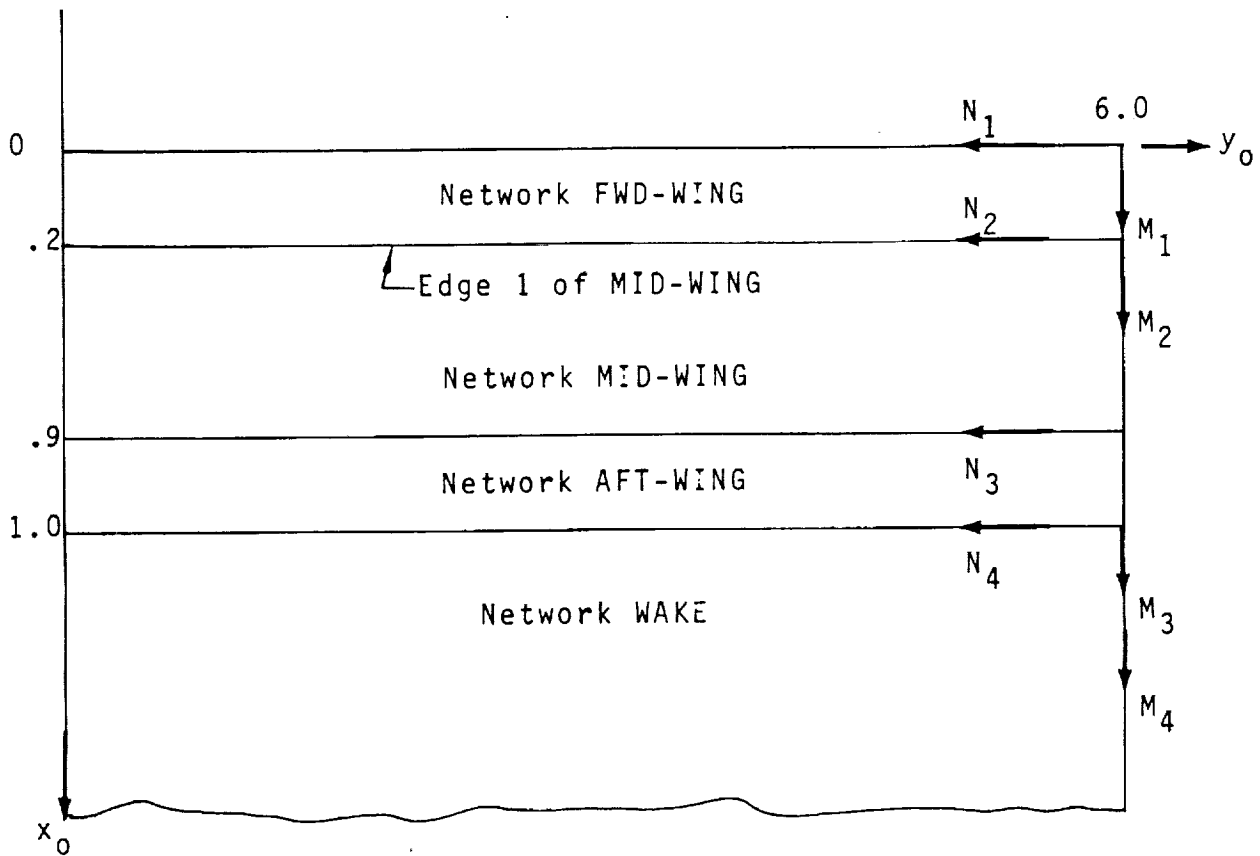 6.0
N1
0
yo
Network FWD-WING
N2
M1
.2
Edge 1 of MID-WING
M2
Network MID-WING
.9
N3
Network AFT-WING
1.0
N4
Network WAKE
M3
M4
xo